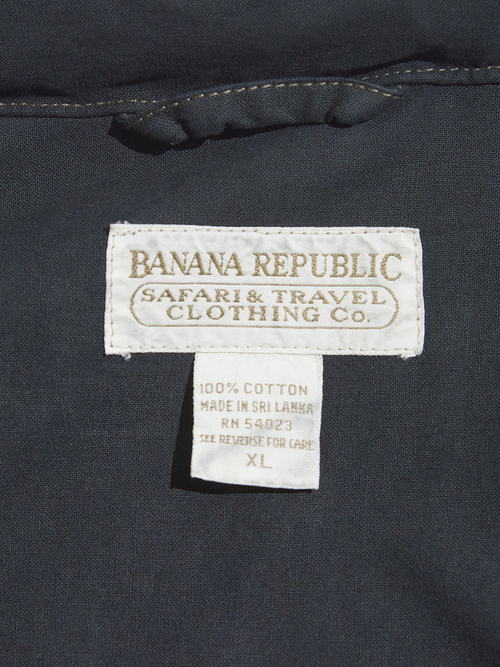 BANANA REPUBLIC
SAFARI & TRAVEL
CLOTHING Co.
100% COTTON
MADE IN SRI LANKA
RN 54023
SEE REVERSE FOR CARE
XL